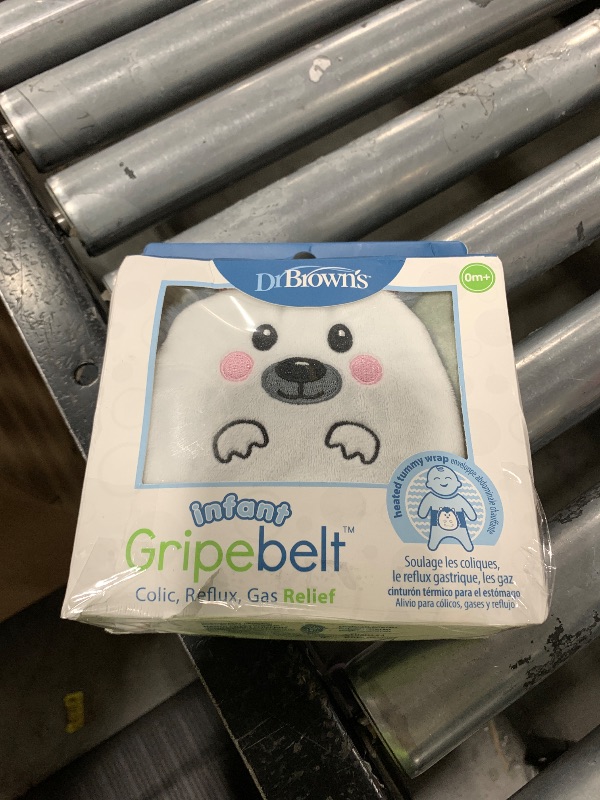 Dr Brown's™
0m+
heated tummy wrap enveloppe abdominale chauffante
infant
Gripebelt™
Colic, Reflux, Gas Relief
Soulage les coliques,
le reflux gastrique, les gaz
cinturón térmico para el estómago
Alivio para cólicos, gases y reflujo